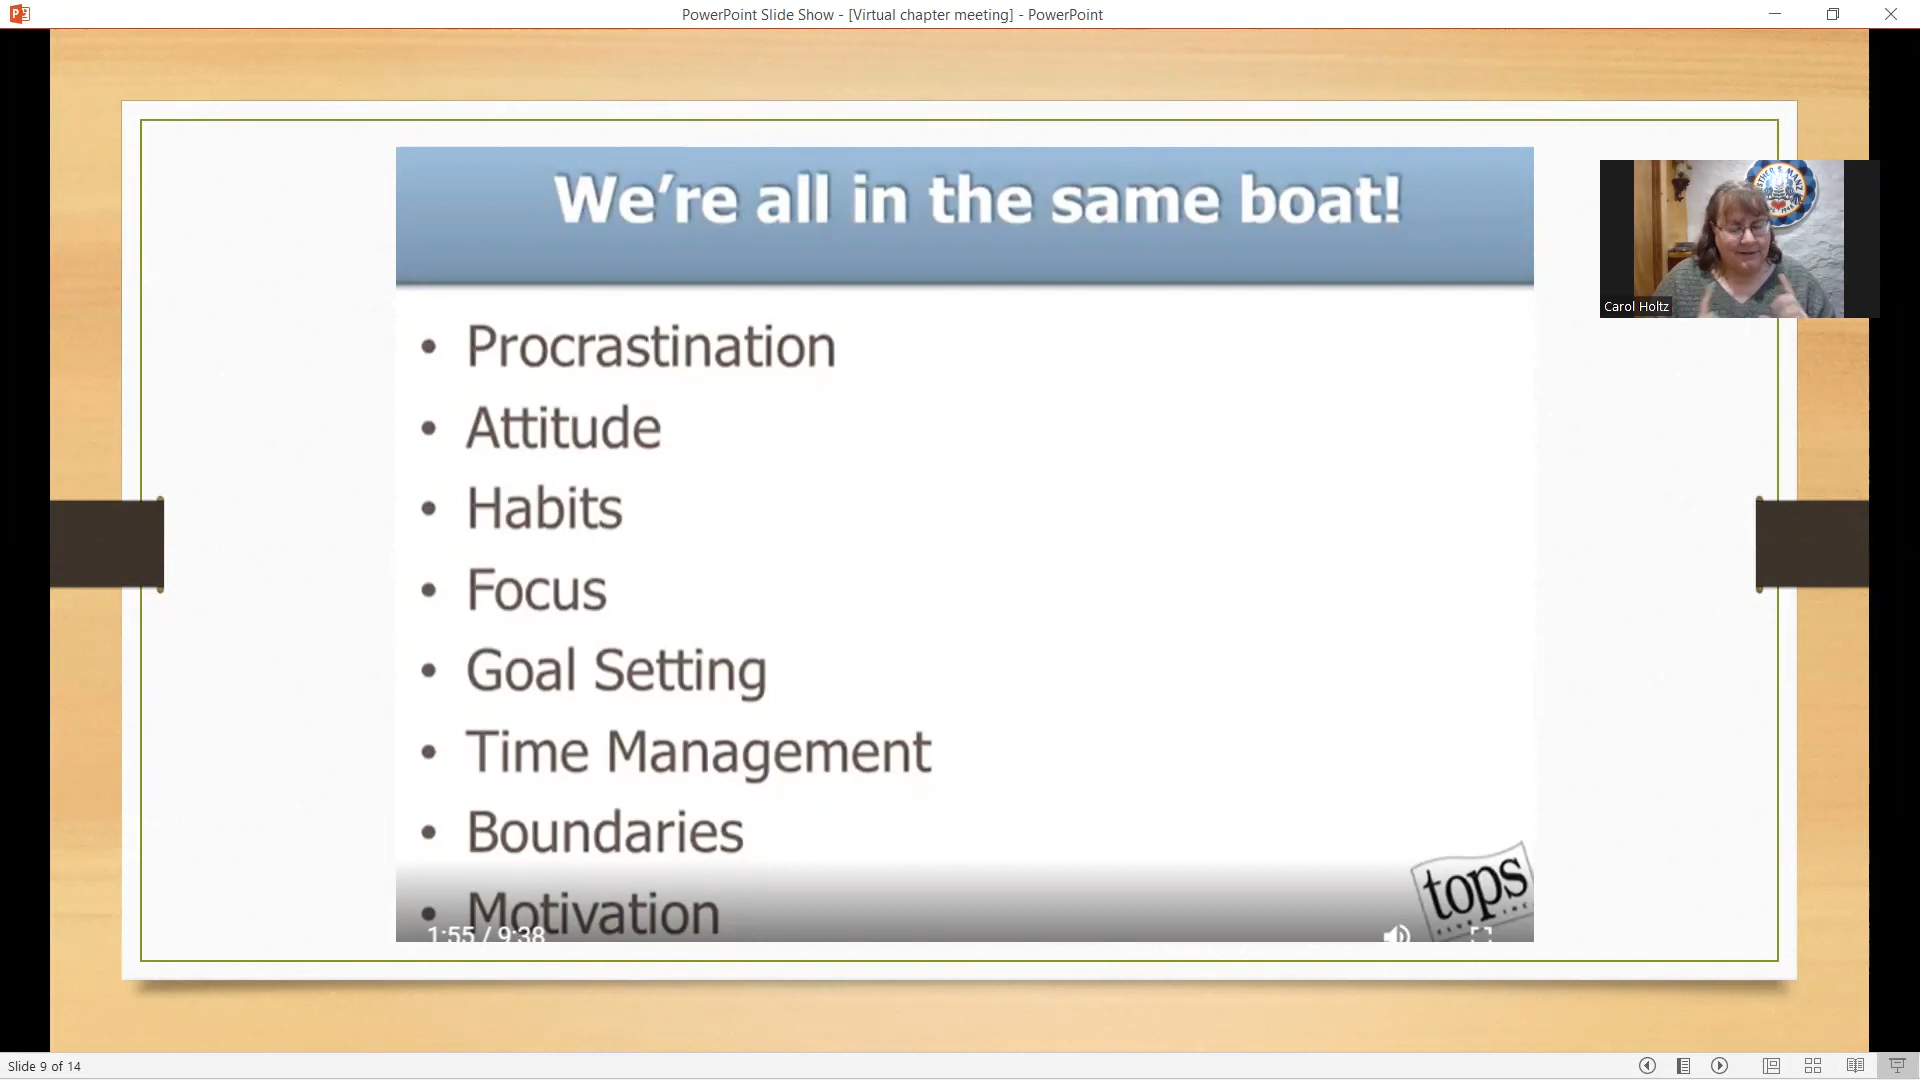 PowerPoint Slide Show - [Virtual chapter meeting] - PowerPoint
We're all in the same boat!
• Procrastination
• Attitude
• Habits
• Focus
• Goal Setting
• Time Management
• Boundaries
• Motivation
1:55 / 9:38
tops
Carol Holtz
Slide 9 of 14